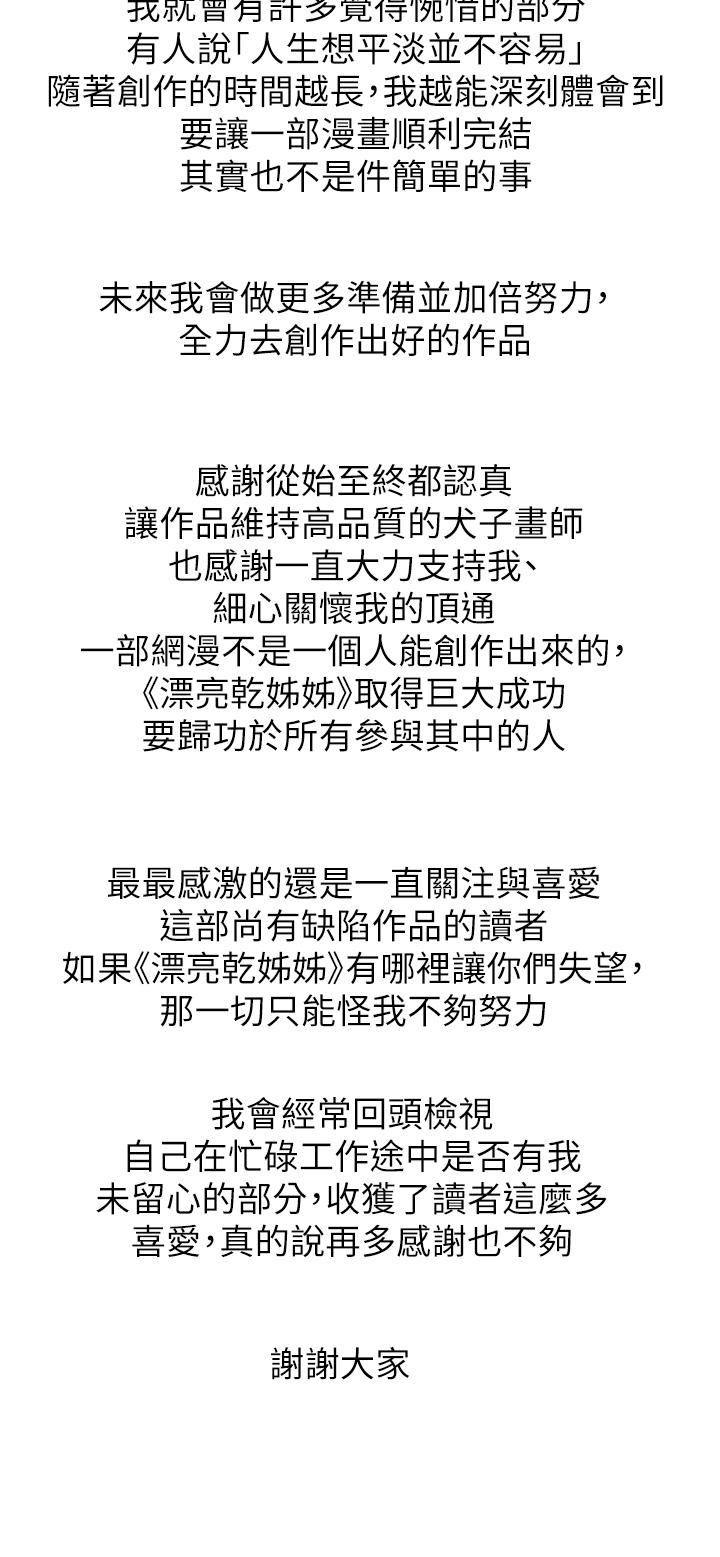 我就會有許多覺得惋惜的部分
有人說「人生想平淡並不容易」
隨著創作的時間越長，我越能深刻體會到
要讓一部漫畫順利完結
其實也不是件簡單的事
未來我會做更多準備並加倍努力，
全力去創作出好的作品
感謝從始至終都認真
讓作品維持高品質的犬子畫師
也感謝一直大力支持我、
細心關懷我的頂通
一部網漫不是一個人能創作出來的，
《漂亮乾姊姊》取得巨大成功
要歸功於所有參與其中的人
最最感激的還是一直關注與喜愛
這部尚有缺陷作品的讀者
如果《漂亮乾姊姊》有哪裡讓你們失望，
那一切只能怪我不夠努力
我會經常回頭檢視
自己在忙碌工作途中是否有我
未留心的部分，收獲了讀者這麼多
喜愛，真的說再多感謝也不夠
謝謝大家